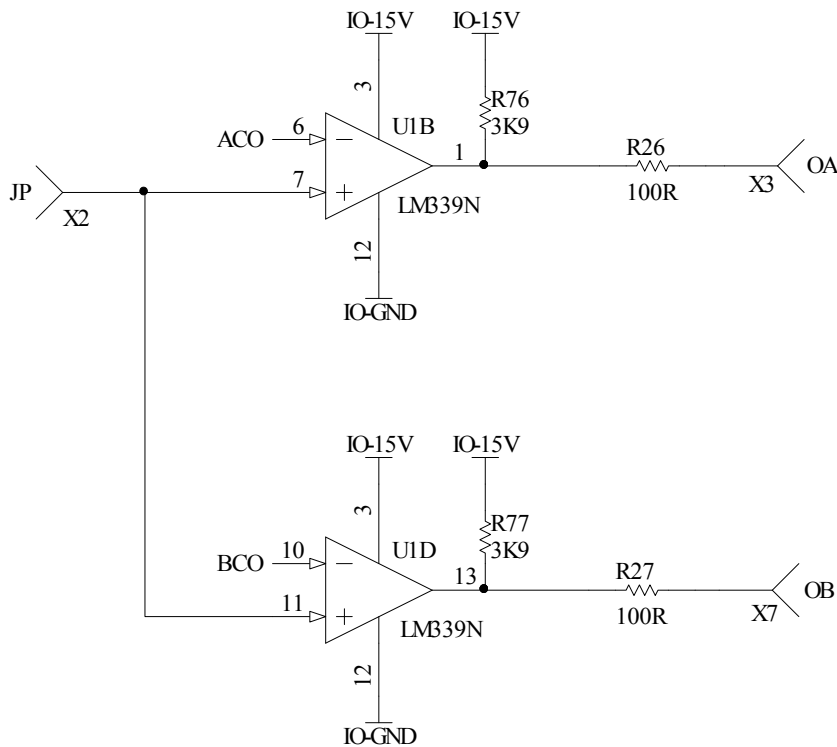 IO-15V
IO-15V
3
R76
3K9
ACO
6
U1B
1
R26
100R
OA
X3
JP
X2
7
LM339N
12
IO-GND
IO-15V
IO-15V
3
R77
3K9
BCO
10
U1D
13
R27
100R
OB
X7
11
LM339N
12
IO-GND